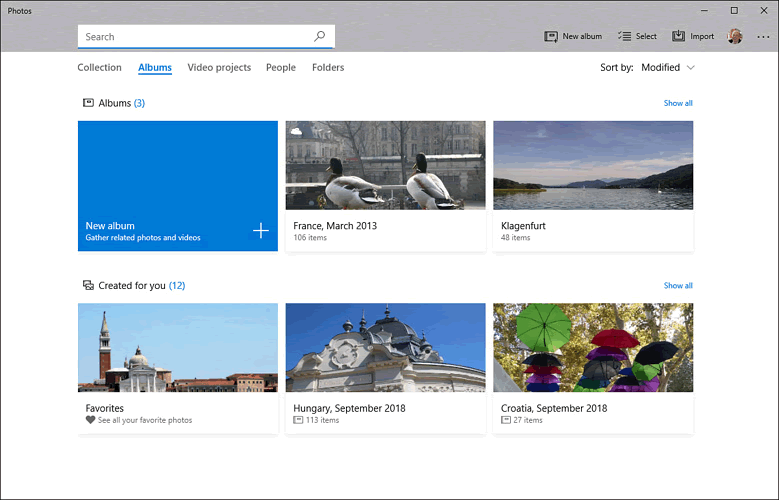 Photos
Search
New album
Select
Import
Collection
Albums
Video projects
People
Folders
Sort by: Modified
Albums (3)
Show all
New album
Gather related photos and videos
France, March 2013
106 items
Klagenfurt
48 items
Created for you (12)
Show all
Favorites
See all your favorite photos
Hungary, September 2018
113 items
Croatia, September 2018
27 items